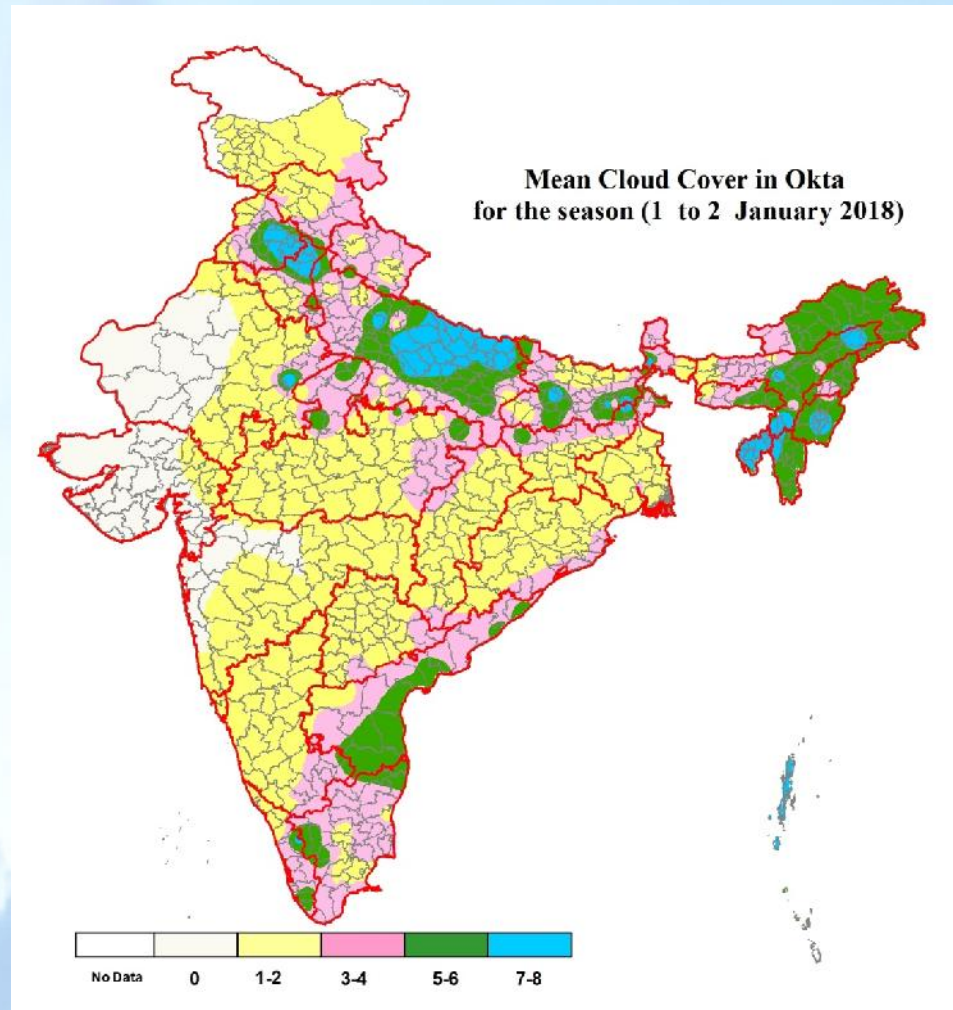 Mean Cloud Cover in Okta
for the season (1 to 2 January 2018)
No Data 0 1-2 3-4 5-6 7-8